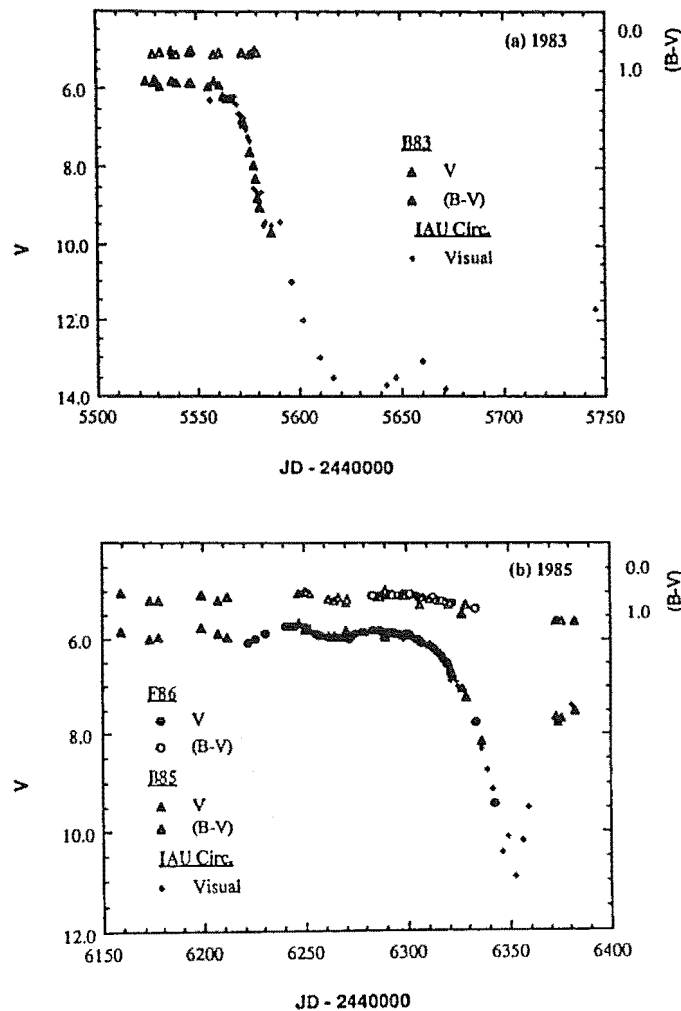 0.0
(a) 1983
1.0
(B-V)
6.0
8.0
10.0
12.0
14.0
V
B83
V
(B-V)
IAU Circ.
Visual
5500
5550
5600
5650
5700
5750
JD - 2440000
0.0
(b) 1985
1.0
(B-V)
6.0
8.0
10.0
12.0
V
F86
V
(B-V)
B85
V
(B-V)
IAU Circ.
Visual
6150
6200
6250
6300
6350
6400
JD - 2440000